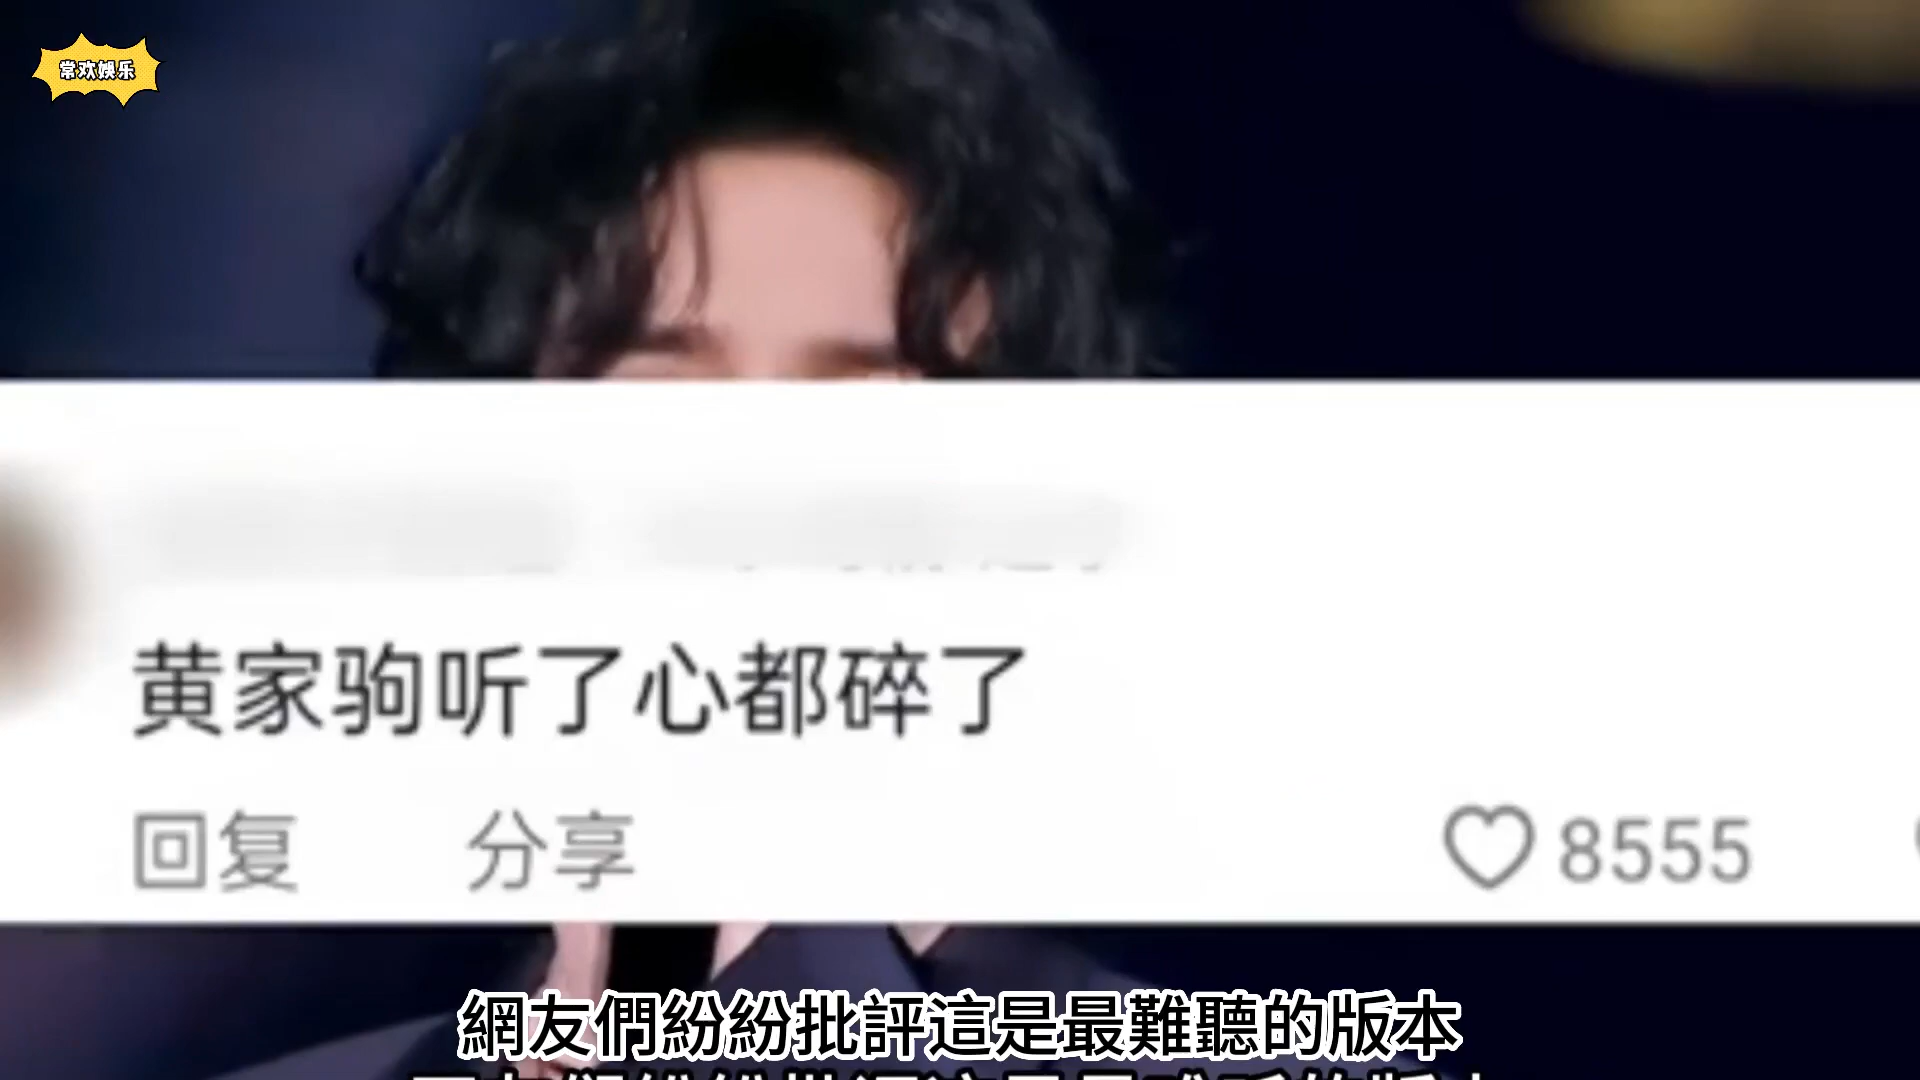 常欢娱乐
黄家驹听了心都碎了
回复 分享 8555
網友們紛紛批評這是最難聽的版本